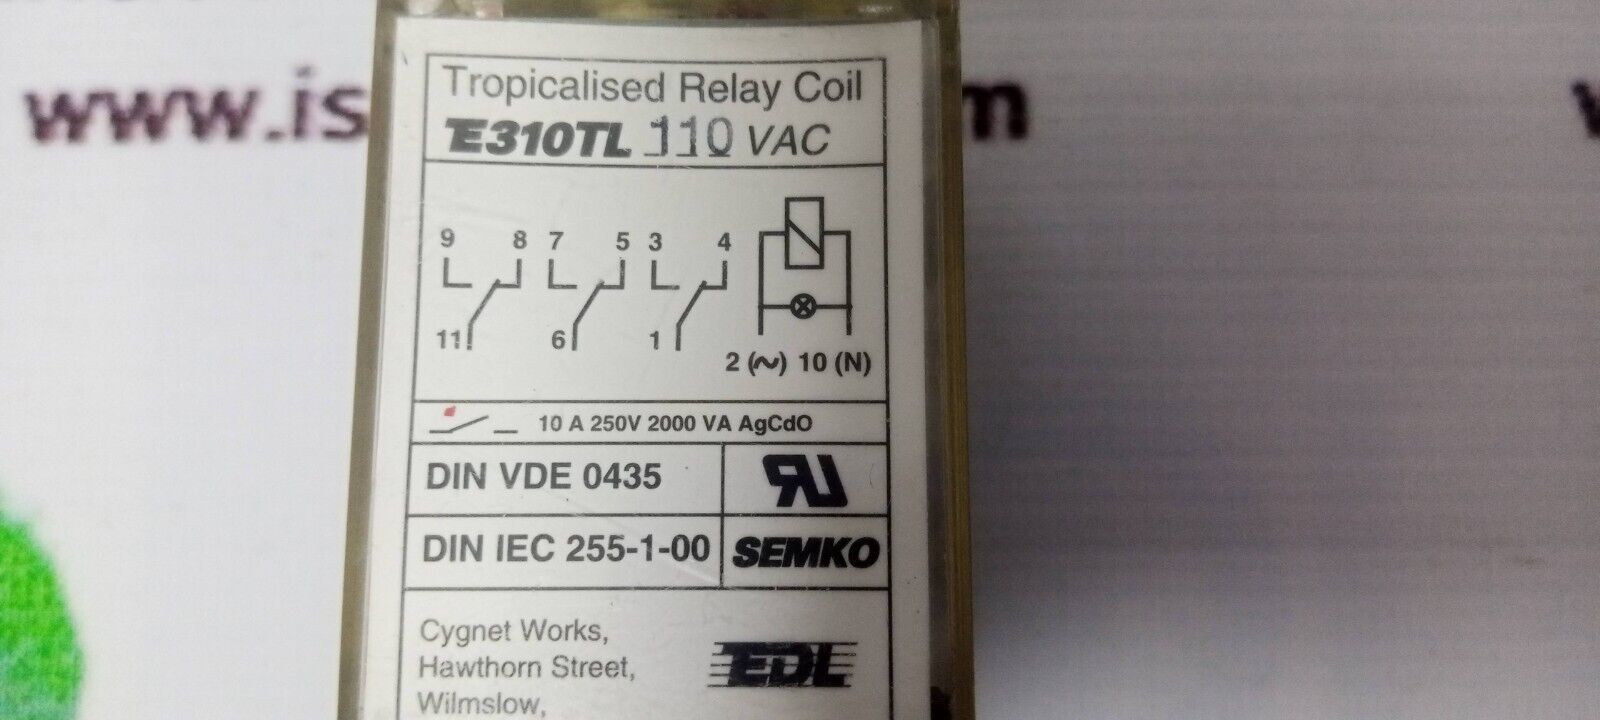 www.is
m
Tropicalised Relay Coil
E310TL 110 VAC
9 8 7 5 3 4
11 6 1
2 (~) 10 (N)
10 A 250V 2000 VA AgCdO
DIN VDE 0435
DIN IEC 255-1-00 SEMKO
Cygnet Works,
Hawthorn Street,
Wilmslow,
EDL